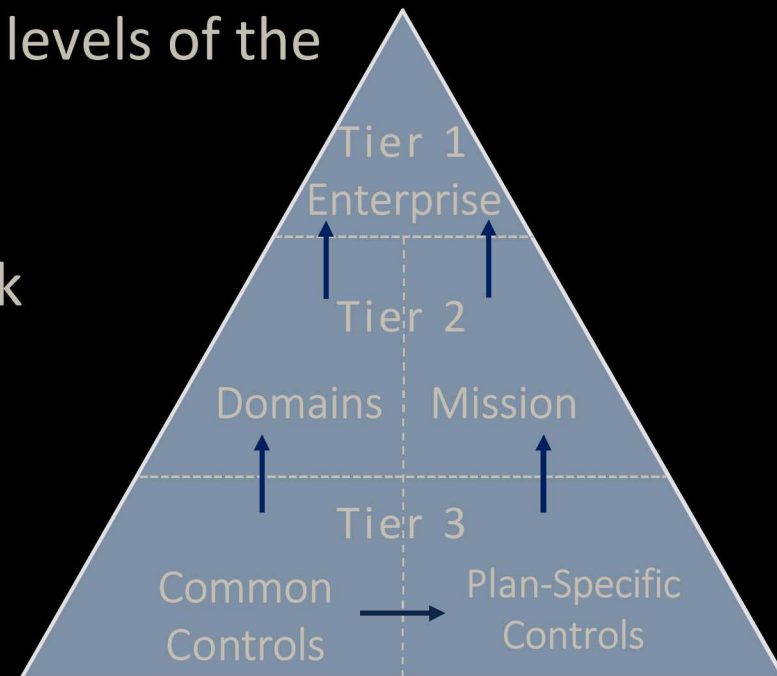 levels of the
k
Tier 1
Enterprise
Tier 2
Domains Mission
Tier 3
Common
Controls
Plan-Specific
Controls